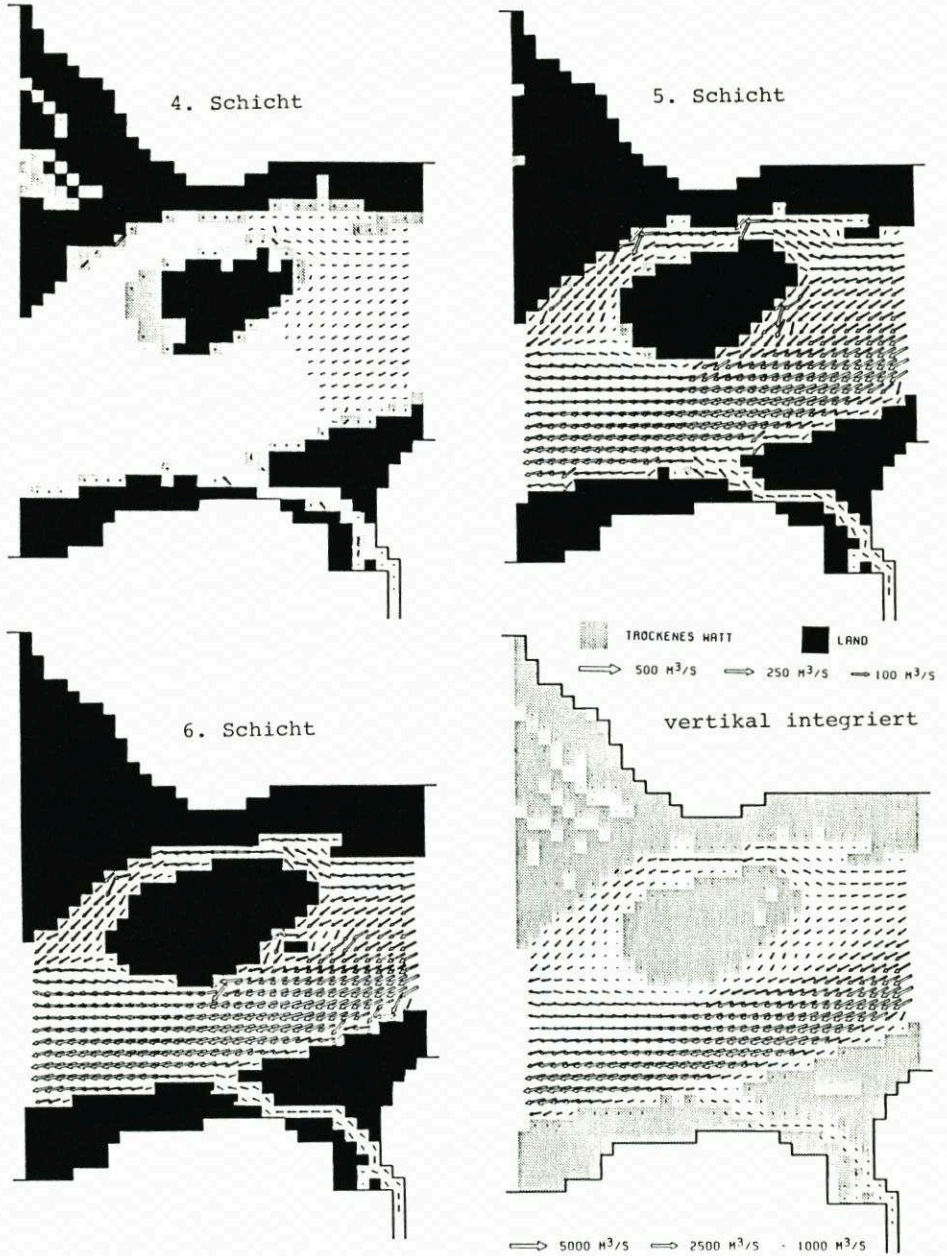 4. Schicht
5. Schicht
TROCKENES WATT
LAND
500 M³/S
250 M³/S
100 M³/S
6. Schicht
vertikal integriert
5000 M³/S
2500 M³/S
1000 M³/S